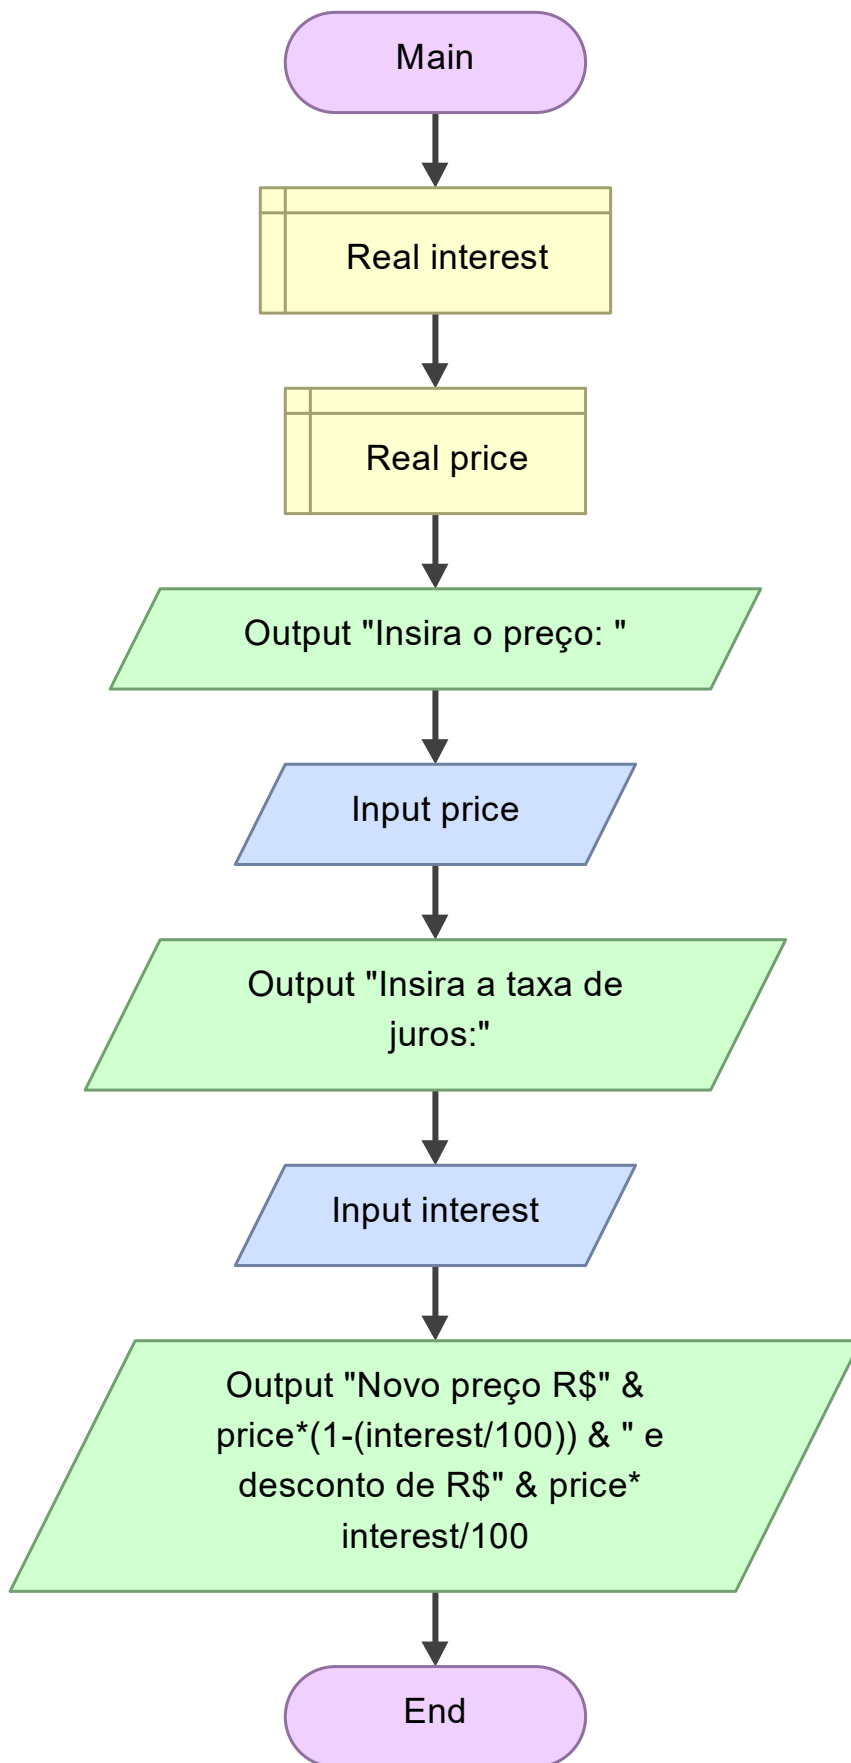 Main
Real interest
Real price
Output "Insira o preço: "
Input price
Output "Insira a taxa de
juros:"
Input interest
Output "Novo preço R$" &
price*(1-(interest/100)) & " e
desconto de R$" & price*
interest/100
End